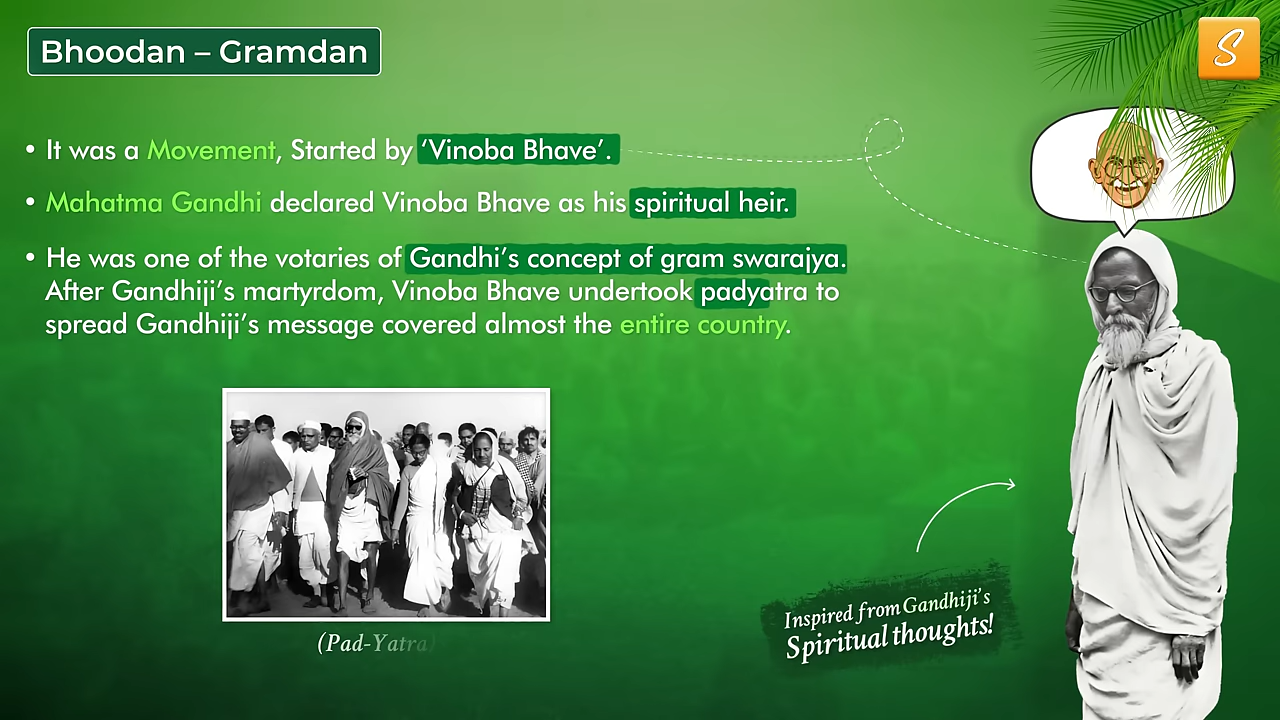 Bhoodan – Gramdan
S
• It was a Movement, Started by ‘Vinoba Bhave’.
• Mahatma Gandhi declared Vinoba Bhave as his spiritual heir.
• He was one of the votaries of Gandhi’s concept of gram swarajya.
After Gandhiji’s martyrdom, Vinoba Bhave undertook padyatra to
spread Gandhiji’s message covered almost the entire country.
(Pad-Yatra)
Inspired from Gandhiji’s
Spiritual thoughts!